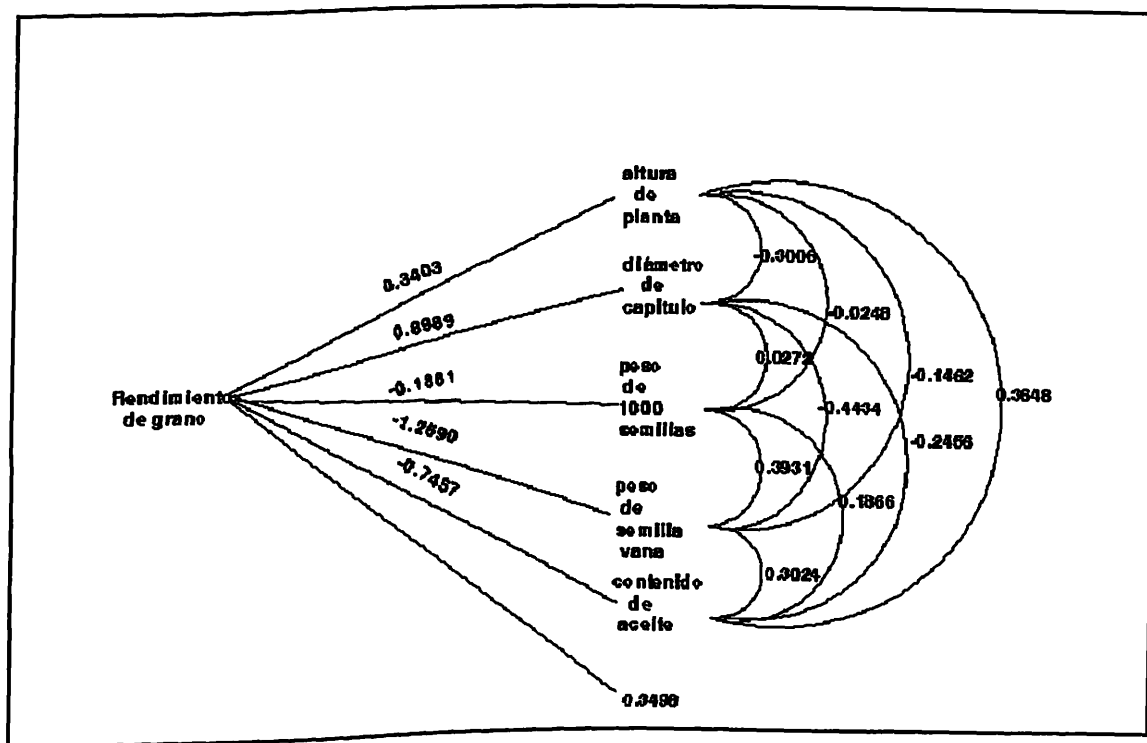 altura
de
planta
0.3403
-0.3006
diámetro
de
capitulo
0.8989
-0.0248
peso
de
1000
semillas
0.0272
-0.1462
0.3648
Rendimiento
de grano
-0.1861
-0.4434
-1.2690
-0.2456
-0.7457
0.3931
peso
de
semilla
vana
0.1866
contenido
de
aceite
0.3024
0.3498